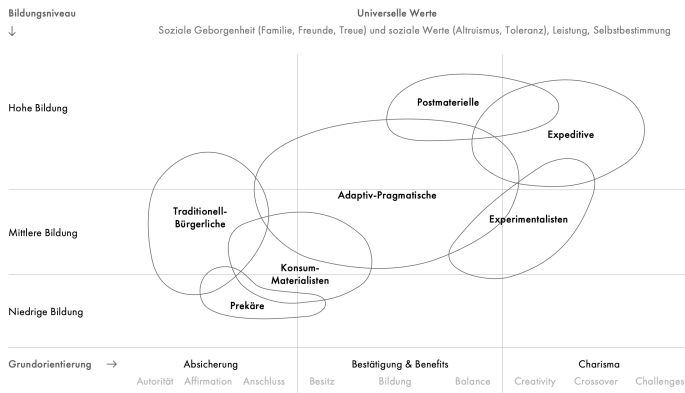 Bildungsniveau
Universelle Werte
↓
Soziale Geborgenheit (Familie, Freunde, Treue) und soziale Werte (Altruismus, Toleranz), Leistung, Selbstbestimmung
Hohe Bildung
Postmaterielle
Expeditive
Adaptiv-Pragmatische
Traditionell-
Bürgerliche
Experimentalisten
Mittlere Bildung
Konsum-
Materialisten
Prekäre
Niedrige Bildung
Grundorientierung → Absicherung Bestätigung & Benefits Charisma
Autorität Affirmation Anschluss Besitz Bildung Balance Creativity Crossover Challenges